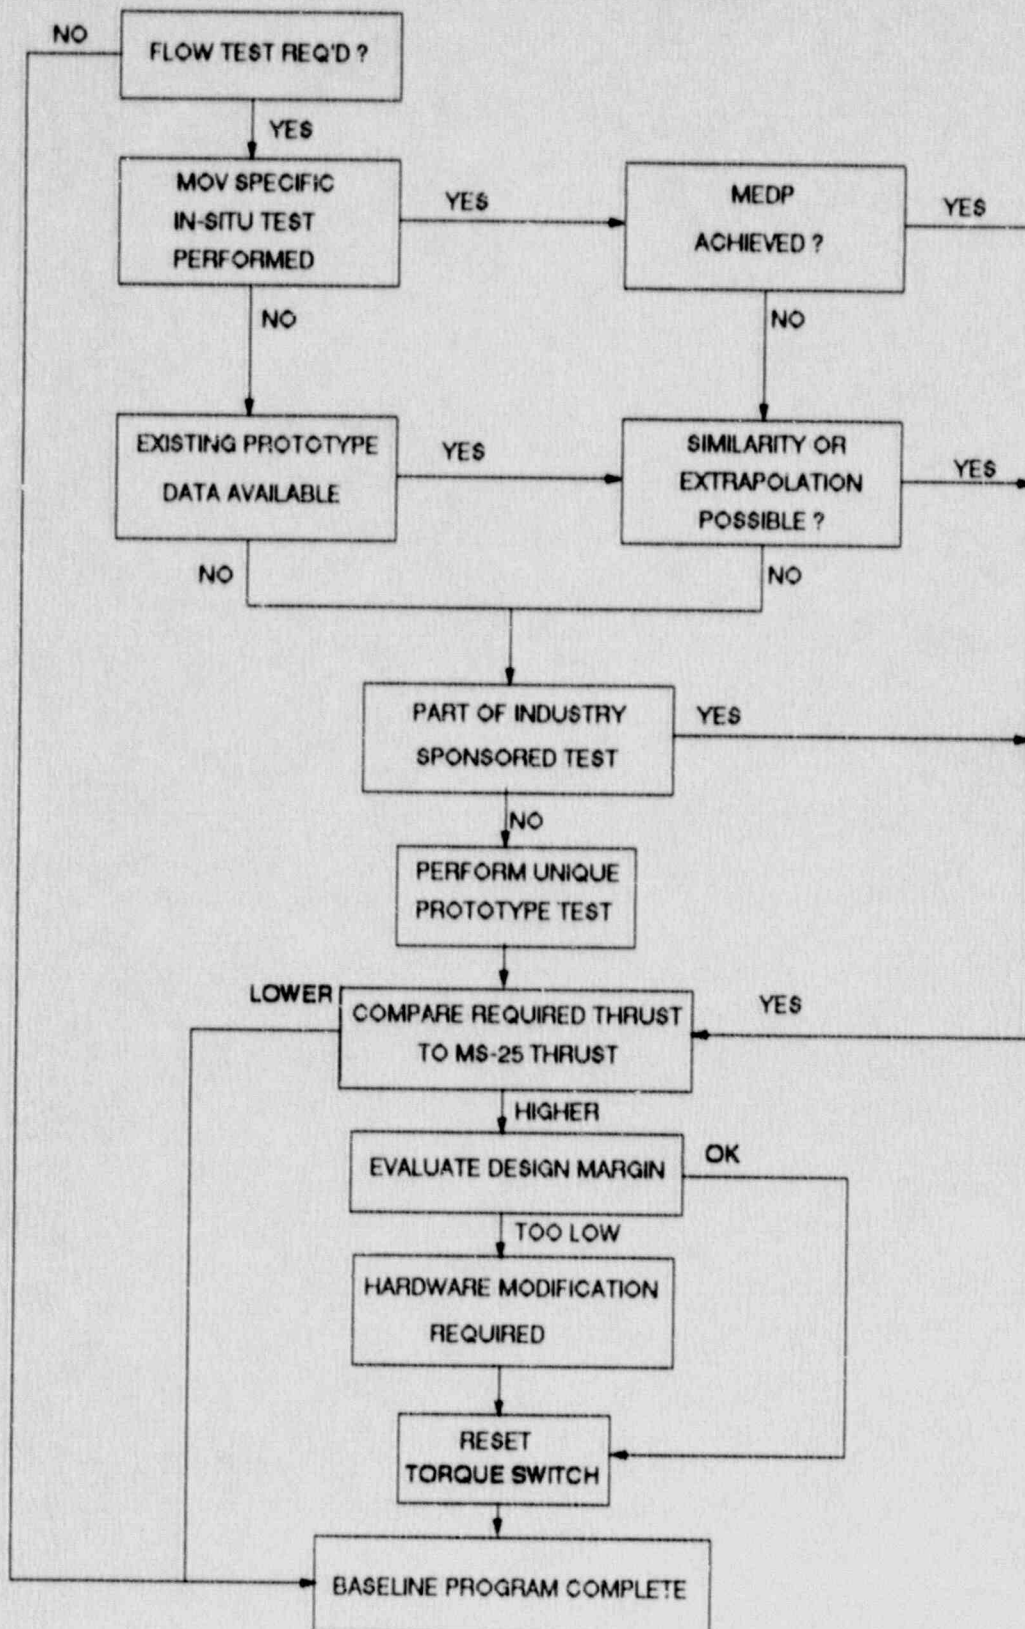 NO
FLOW TEST REQ'D ?
YES
MOV SPECIFIC
IN-SITU TEST
PERFORMED
YES
MEDP
ACHIEVED ?
YES
NO
NO
EXISTING PROTOTYPE
DATA AVAILABLE
YES
SIMILARITY OR
EXTRAPOLATION
POSSIBLE ?
YES
NO
NO
PART OF INDUSTRY
SPONSORED TEST
YES
NO
PERFORM UNIQUE
PROTOTYPE TEST
LOWER
COMPARE REQUIRED THRUST
TO MS-25 THRUST
YES
HIGHER
EVALUATE DESIGN MARGIN
OK
TOO LOW
HARDWARE MODIFICATION
REQUIRED
RESET
TORQUE SWITCH
BASELINE PROGRAM COMPLETE